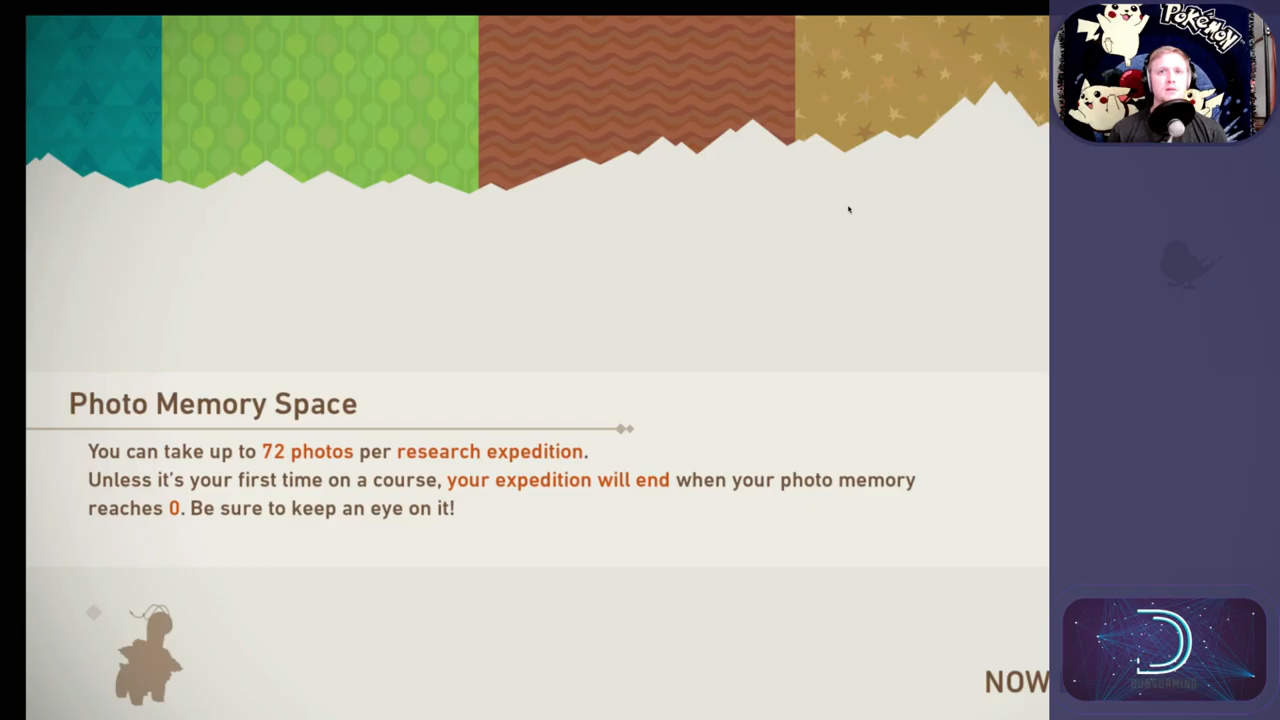 Pokémon
Photo Memory Space
You can take up to 72 photos per research expedition.
Unless it's your first time on a course, your expedition will end when your photo memory
reaches 0. Be sure to keep an eye on it!
NOW
DUBSGAMING